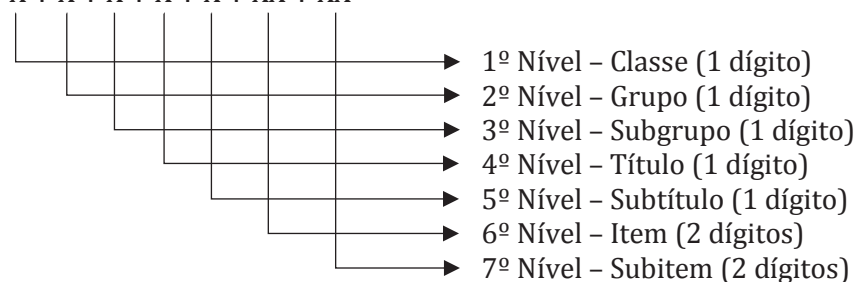 1º Nível – Classe (1 dígito)
2º Nível – Grupo (1 dígito)
3º Nível – Subgrupo (1 dígito)
4º Nível – Título (1 dígito)
5º Nível – Subtítulo (1 dígito)
6º Nível – Item (2 dígitos)
7º Nível – Subitem (2 dígitos)